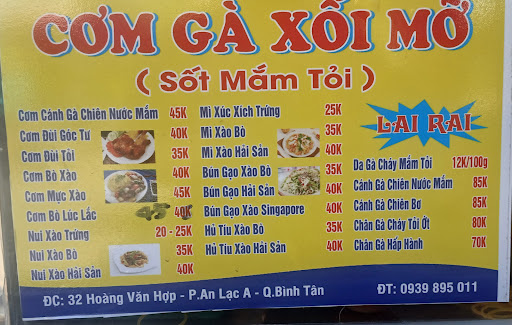 CƠM GÀ XỐI MỠ
( Sốt Mắm Tỏi )
Cơm Cánh Gà Chiên Nước Mắm 45K
Cơm Đùi Góc Tư 40K
Cơm Đùi Tỏi 35K
Cơm Bò Xào 40K
Cơm Mực Xào 45K
Cơm Bò Lúc Lắc 40K
Nui Xào Trứng 20 - 25K
Nui Xào Bò 35K
Nui Xào Hải Sản 40K
Mì Xúc Xích Trứng 25K
Mì Xào Bò 35K
Mì Xào Hải Sản 40K
Bún Gạo Xào Bò 35K
Bún Gạo Hải Sản 40K
Bún Gạo Xào Singapore 40K
Hủ Tíu Xào Bò 35K
Hủ Tíu Xào Hải Sản 40K
LAI RAI
Da Gà Cháy Mắm Tỏi 12K/100g
Cánh Gà Chiên Nước Mắm 85K
Cánh Gà Chiên Bơ 85K
Chân Gà Cháy Tỏi Ớt 80K
Chân Gà Hấp Hành 70K
ĐC: 32 Hoàng Văn Hợp - P.An Lạc A - Q.Bình Tân ĐT: 0939 895 011